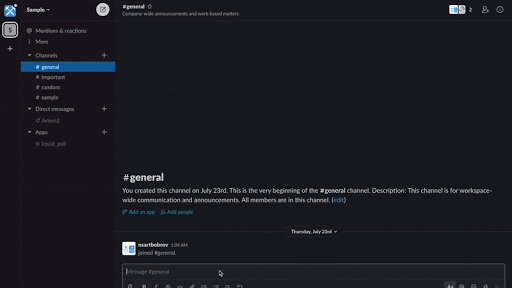 Sample
#general
Company-wide announcements and work-based matters
2
S
Mentions & reactions
More
Channels
# general
# important
# random
# sample
Direct messages
Artem2
Apps
liquid_poll
#general
You created this channel on July 23rd. This is the very beginning of the #general channel. Description: This channel is for workspace-
wide communication and announcements. All members are in this channel. (edit)
Add an app
Add people
Thursday, July 23rd
nsartbobrov 1:09 AM
joined #general.
Message #general
Aa